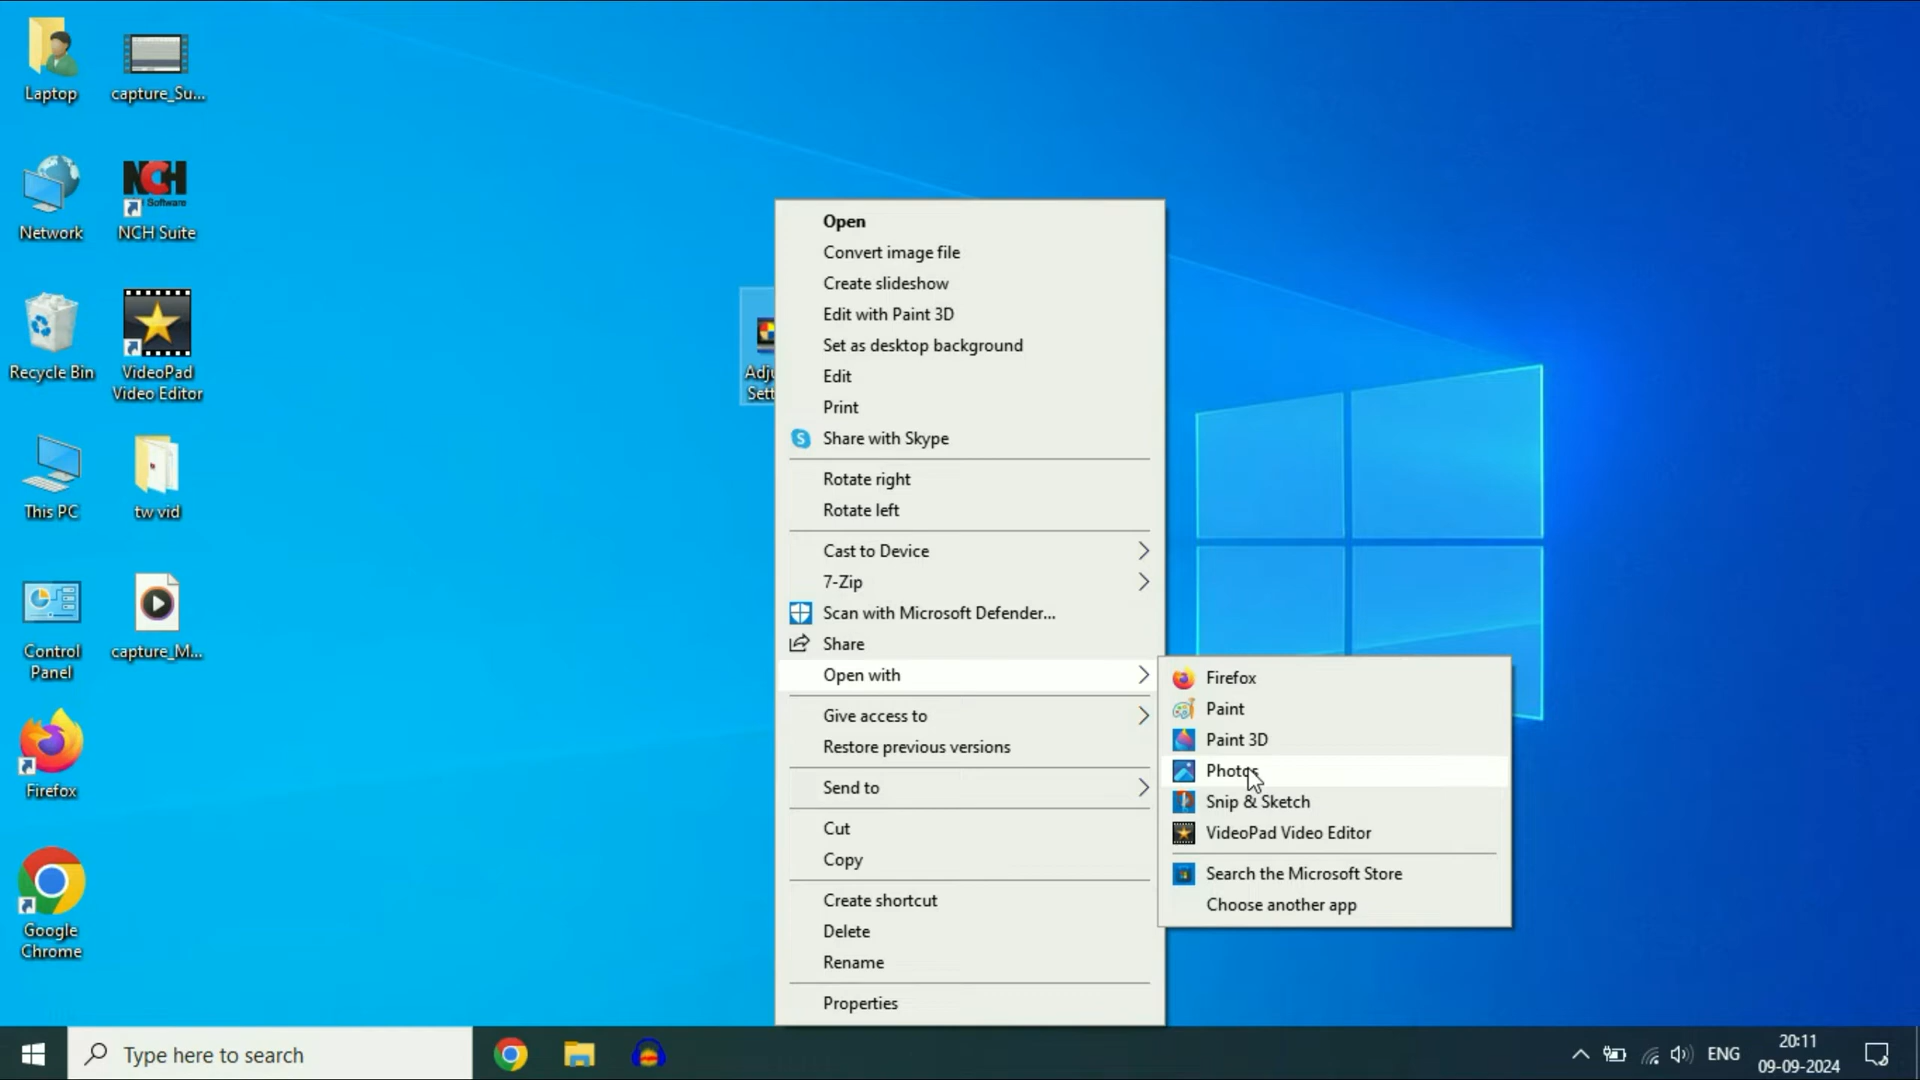 Laptop
capture_Su...
Network
NCH Software
NCH Suite
Recycle Bin
VideoPad
Video Editor
This PC
tw vid
Control
Panel
capture_M...
Firefox
Google
Chrome
Adju
Sett
Open
Convert image file
Create slideshow
Edit with Paint 3D
Set as desktop background
Edit
Print
Share with Skype
Rotate right
Rotate left
Cast to Device
7-Zip
Scan with Microsoft Defender...
Share
Open with
Give access to
Restore previous versions
Send to
Cut
Copy
Create shortcut
Delete
Rename
Properties
Firefox
Paint
Paint 3D
Photos
Snip & Sketch
VideoPad Video Editor
Search the Microsoft Store
Choose another app
Type here to search
ENG
20:11
09-09-2024